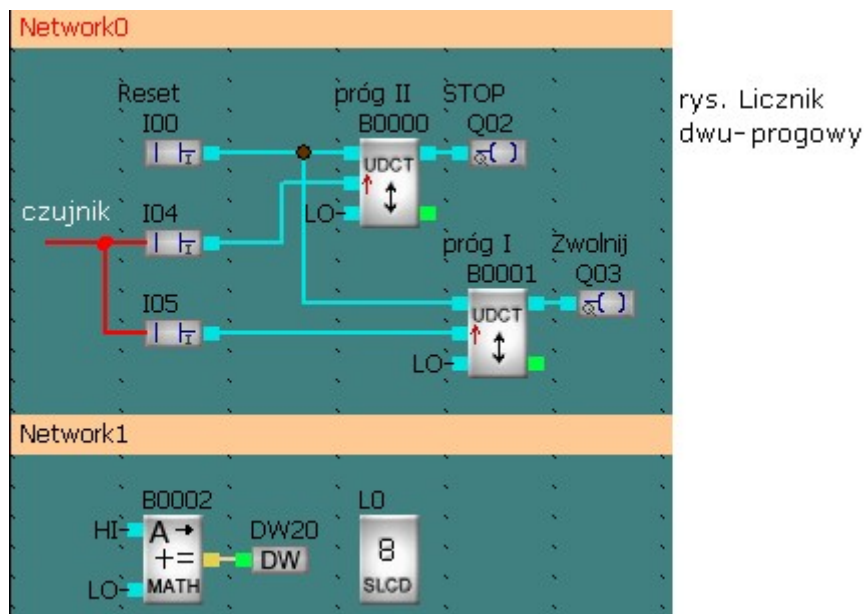 Network0
Reset
I00
próg II
B0000
STOP
Q02
UDCT
rys. Licznik
dwu-progowy
czujnik
I04
LO
próg I
B0001
Zwolnij
Q03
I05
UDCT
LO
Network1
B0002
HI
A
+=
LO
MATH
DW20
DW
L0
8
SLCD